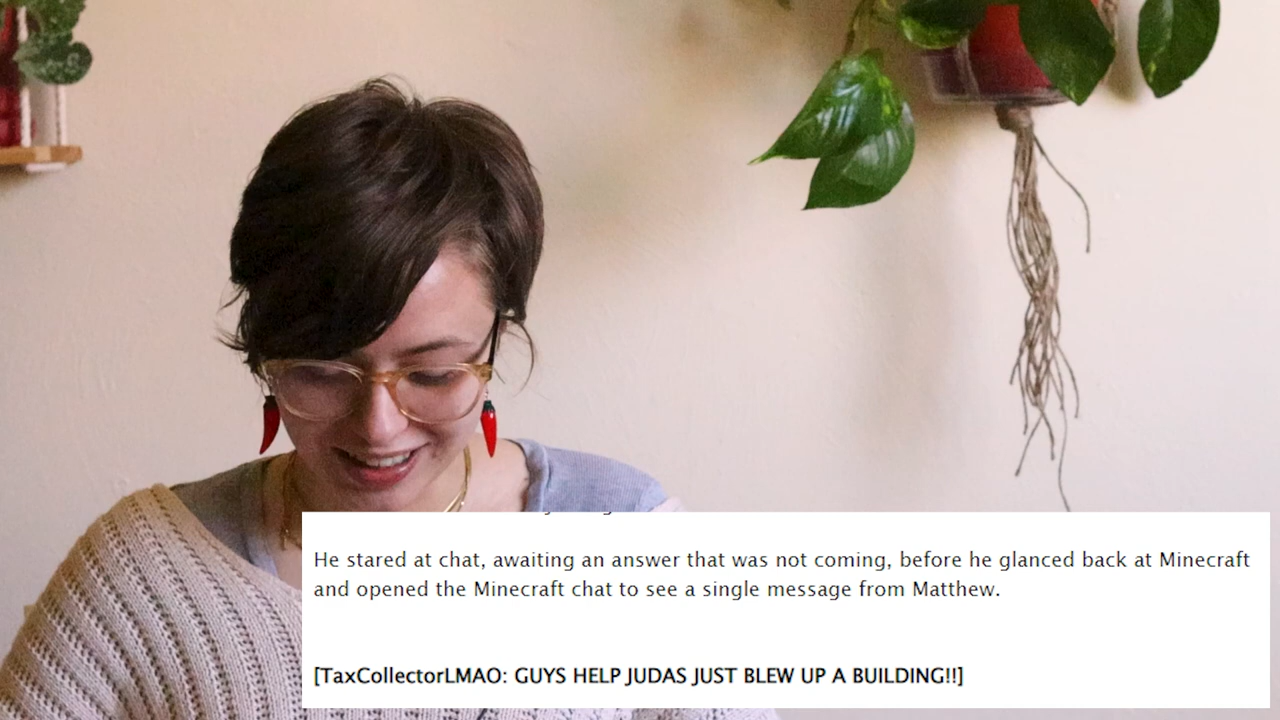 He stared at chat, awaiting an answer that was not coming, before he glanced back at Minecraft
and opened the Minecraft chat to see a single message from Matthew.
[TaxCollectorLMAO: GUYS HELP JUDAS JUST BLEW UP A BUILDING!!]